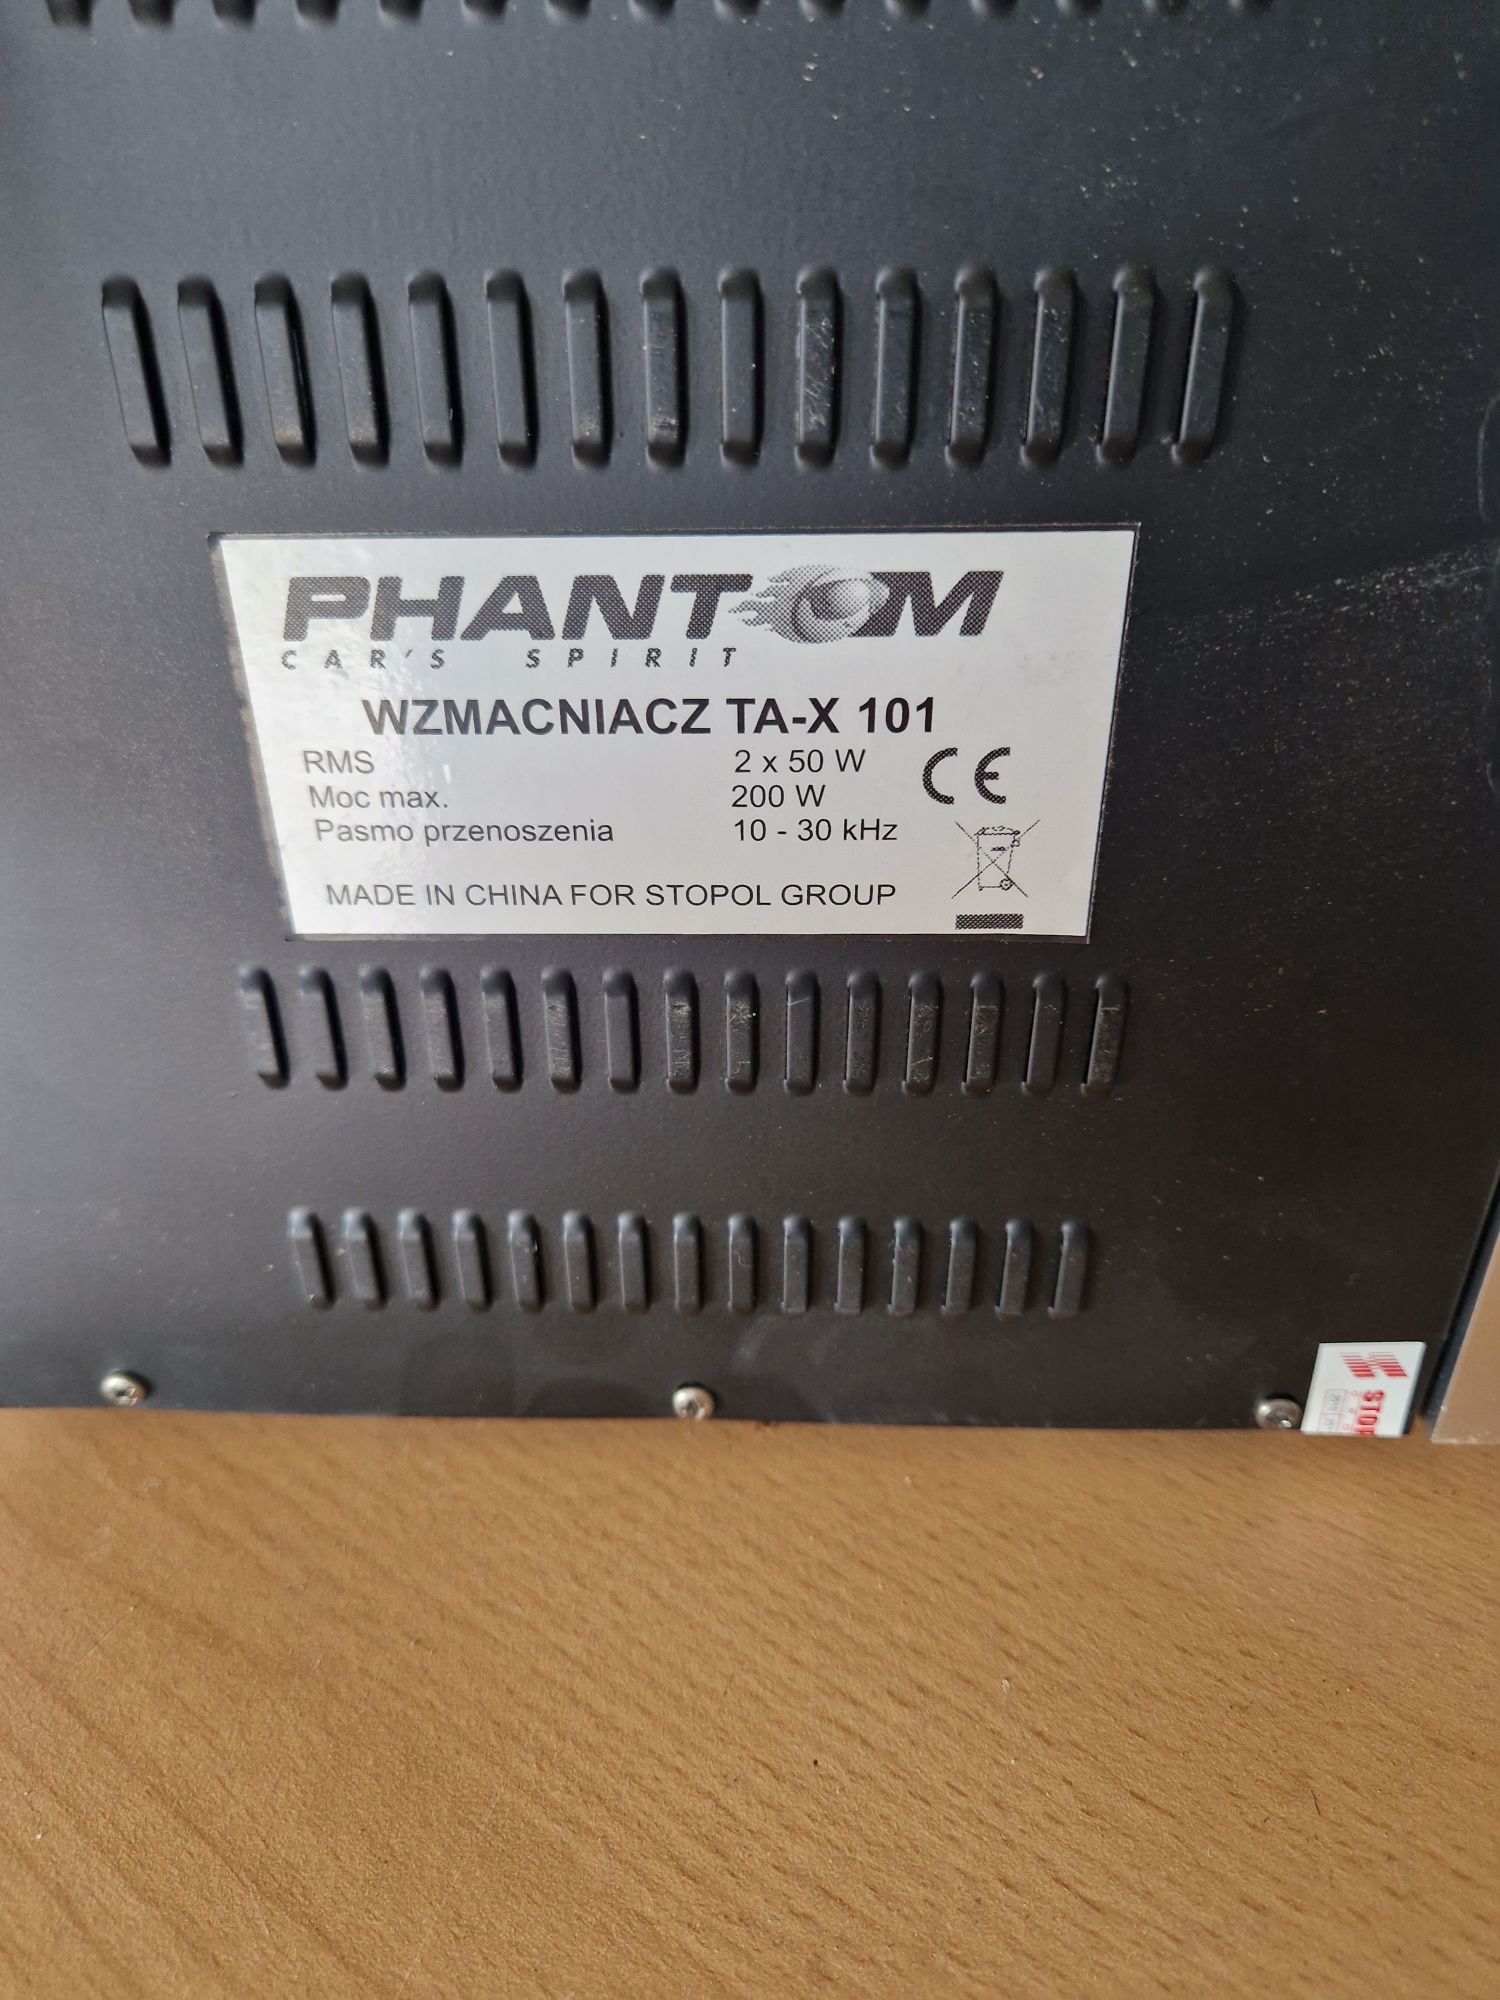 PHANTOM
CAR'S SPIRIT
WZMACNIACZ TA-X 101
RMS 2 x 50 W
Moc max. 200 W
Pasmo przenoszenia 10 - 30 kHz
CE
MADE IN CHINA FOR STOPOL GROUP